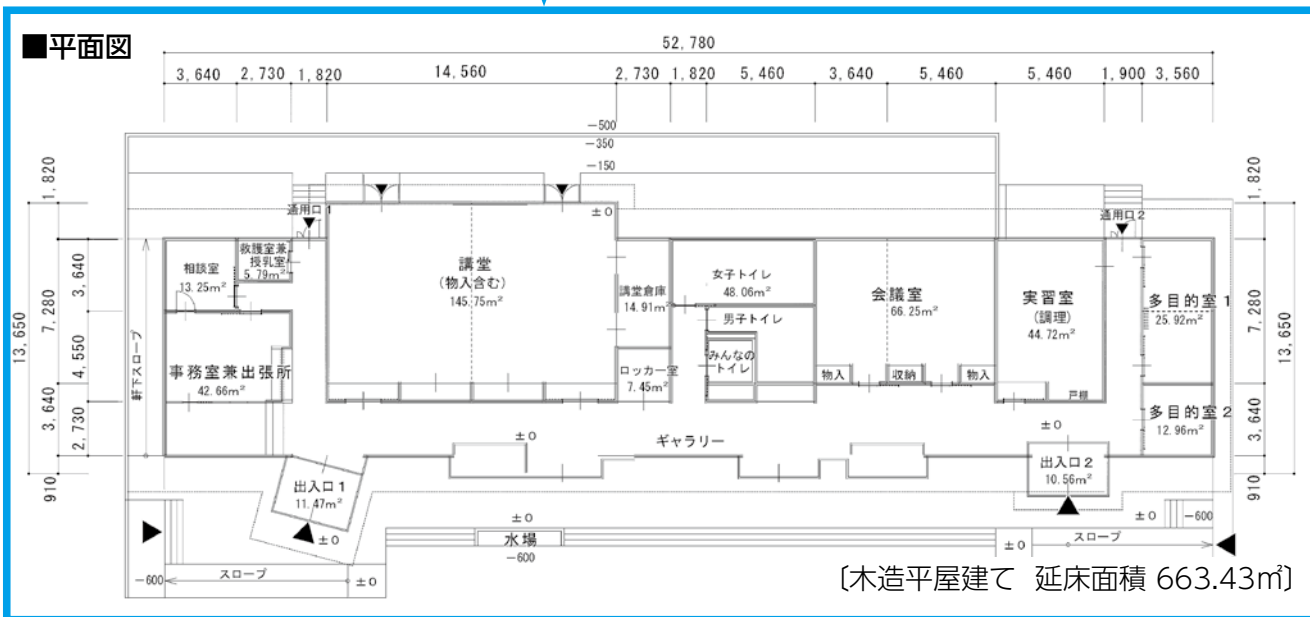 ■平面図
52,780
3,640 2,730 1,820 14,560 2,730 1,820 5,460 3,640 5,460 5,460 1,900 3,560
-500
-350
-150
1,820
13,650
7,280
3,640
910
3,640
4,550
2,730
軒下スロープ
1,820
7,280
3,640
910
13,650
通用口1
±0
通用口2
相談室
13.25m²
救護室兼
授乳室
5.79m²
講堂
(物入含む)
145.75m²
講堂倉庫
14.91m²
女子トイレ
48.06m²
男子トイレ
みんなの
トイレ
会議室
66.25m²
実習室
(調理)
44.72m²
多目的室1
25.92m²
事務室兼出張所
42.66m²
ロッカー室
7.45m²
物入
収納
物入
戸棚
多目的室2
12.96m²
±0
ギャラリー
±0
出入口1
11.47m²
出入口2
10.56m²
±0
±0
水場
-600
±0
スロープ
±0
-600
-600
スロープ
±0
〔木造平屋建て 延床面積 663.43㎡〕